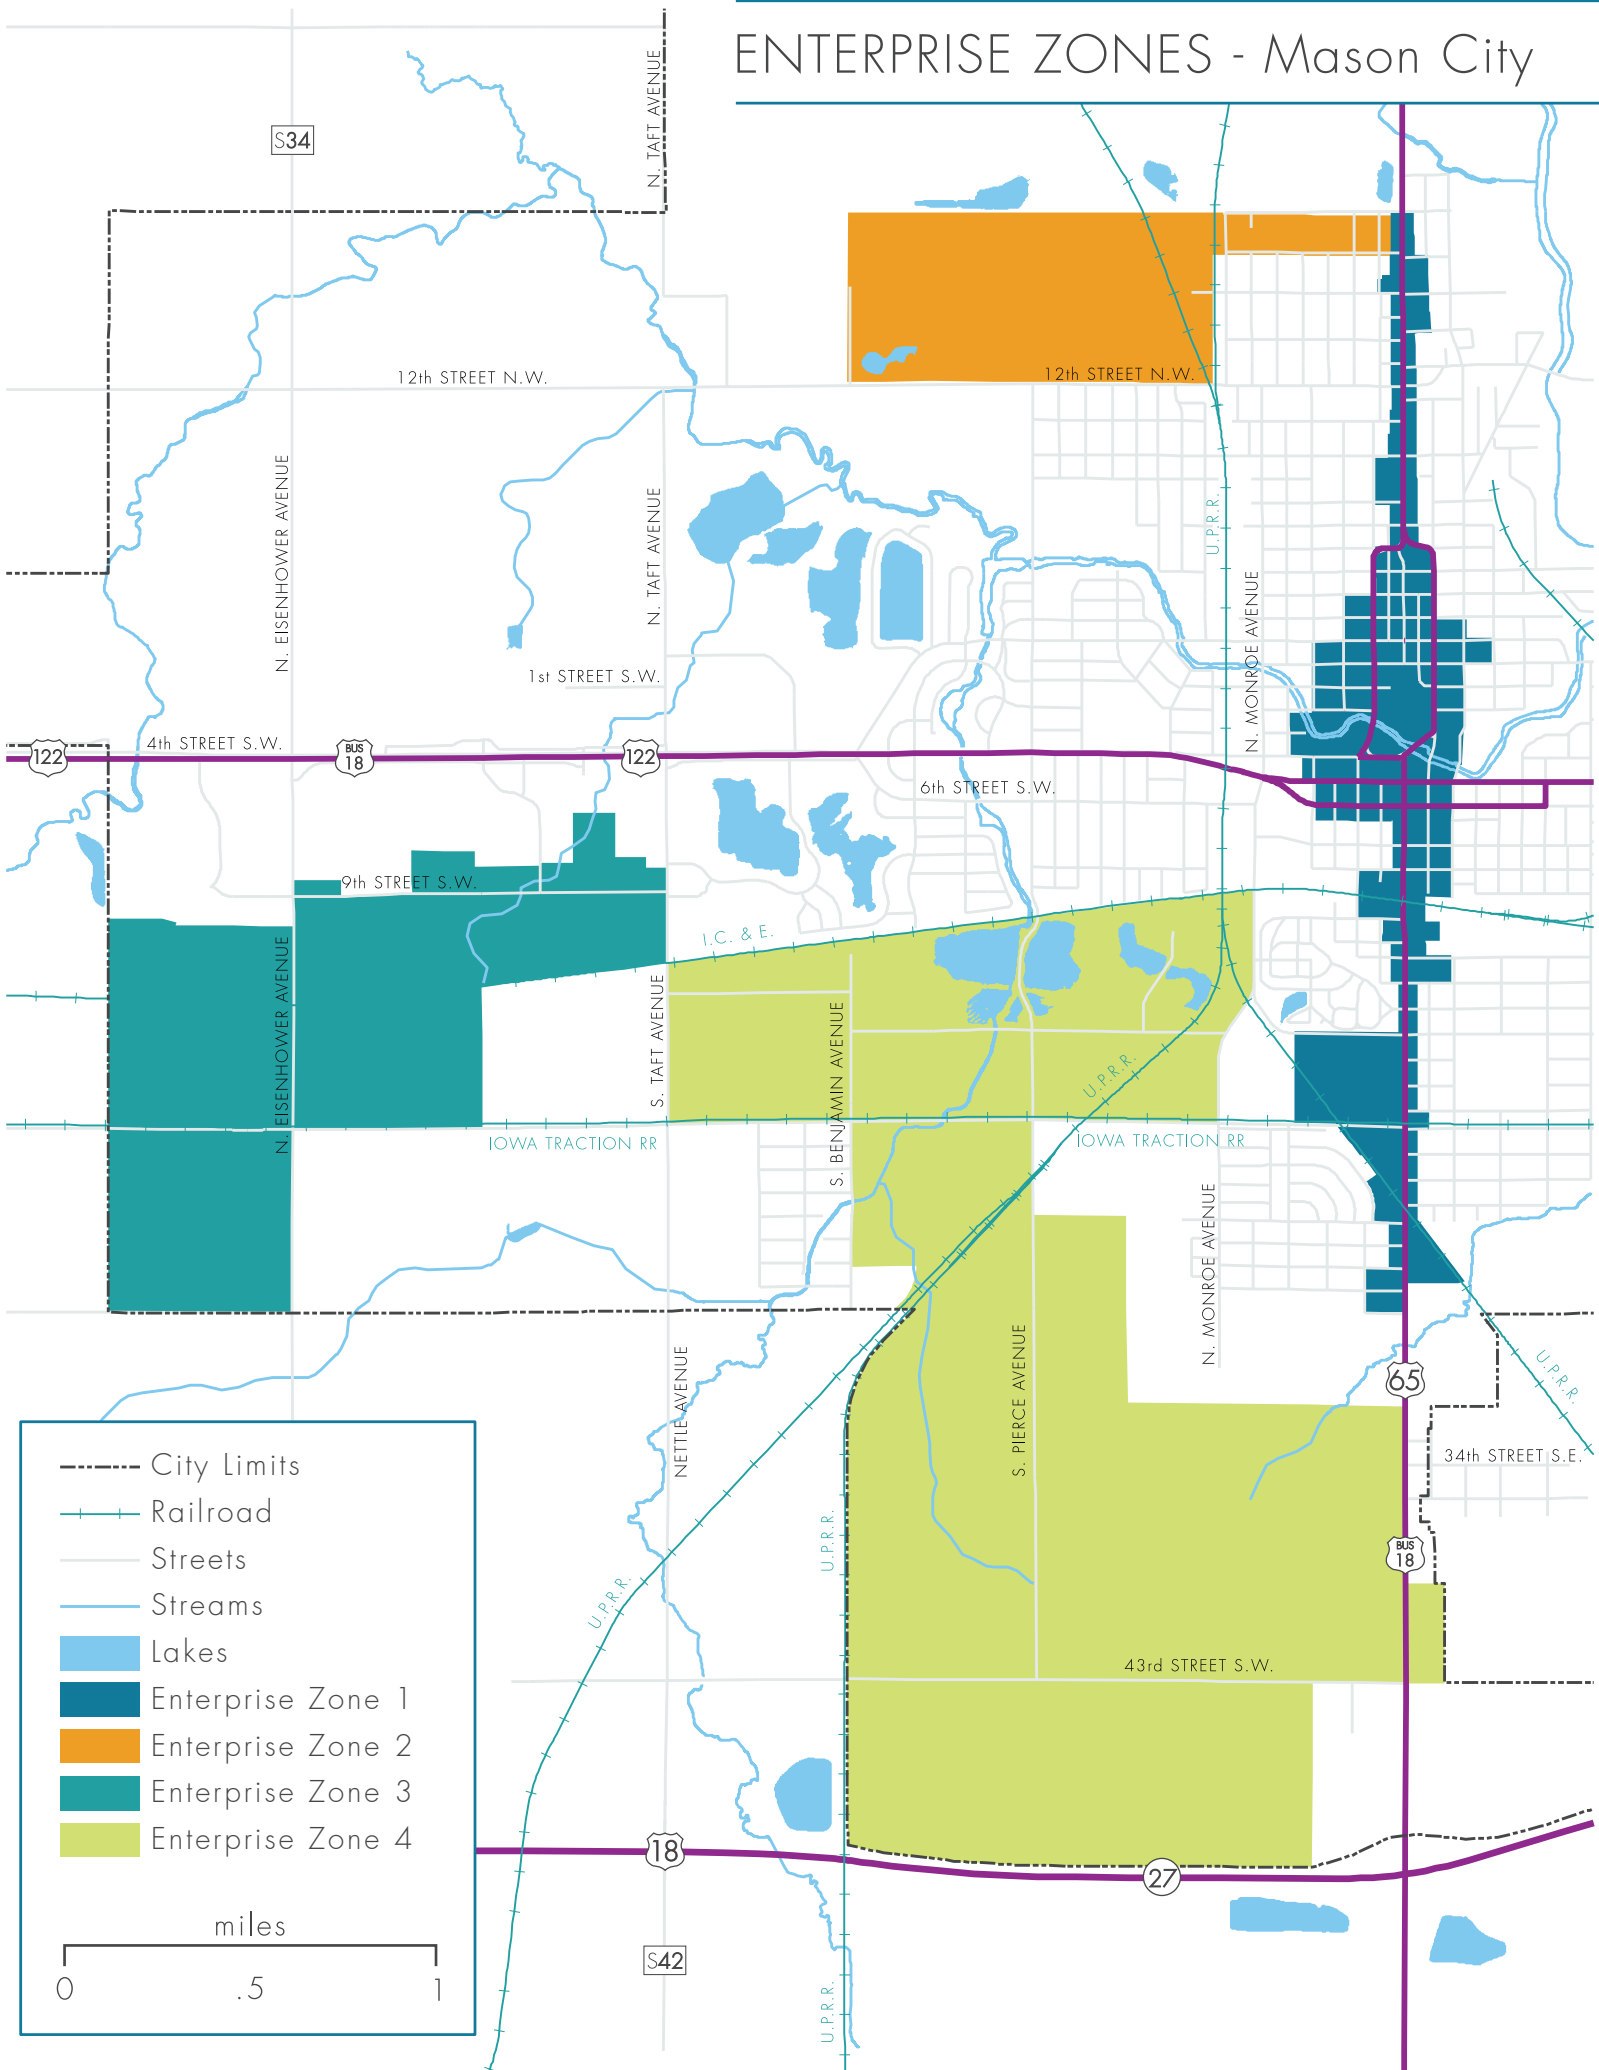 ENTERPRISE ZONES - Mason City
N. TAFT AVENUE
S34
12th STREET N.W.
12th STREET N.W.
N. EISENHOWER AVENUE
N. TAFT AVENUE
U.P.R.R.
N. MONROE AVENUE
1st STREET S.W.
4th STREET S.W.
122
BUS
18
122
6th STREET S.W.
9th STREET S.W.
I.C. & E.
N. EISENHOWER AVENUE
S. TAFT AVENUE
S. BENJAMIN AVENUE
U.P.R.R.
IOWA TRACTION RR
IOWA TRACTION RR
N. MONROE AVENUE
S. PIERCE AVENUE
NETTLE AVENUE
65
U.P.R.R.
34th STREET S.E.
U.P.R.R.
BUS
18
U.P.R.R.
43rd STREET S.W.
City Limits
Railroad
Streets
Streams
Lakes
Enterprise Zone 1
Enterprise Zone 2
Enterprise Zone 3
Enterprise Zone 4
miles
0 .5 1
18
27
S42
U.P.R.R.